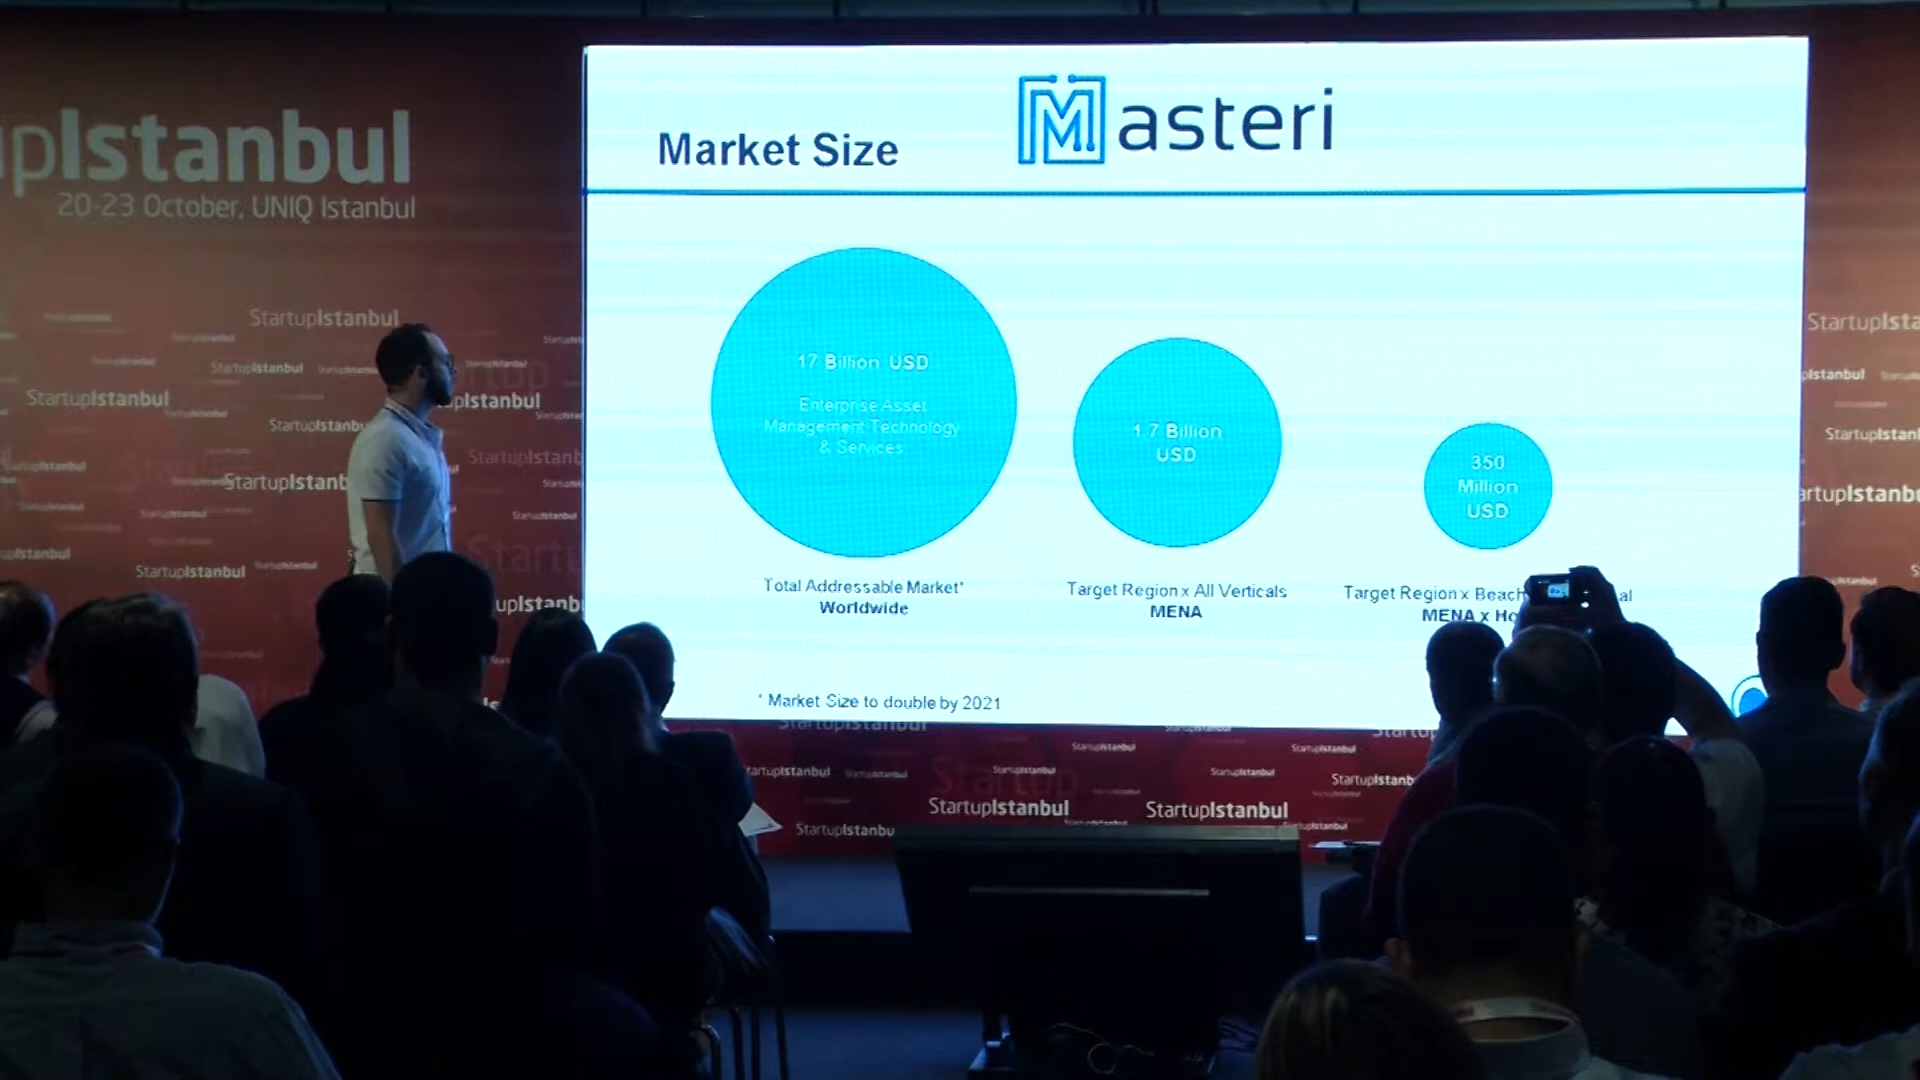 upIstanbul
20-23 October, UNIQ Istanbul
Market Size
Masteri
17 Billion USD
Enterprise Asset
Management Technology
& Services
1.7 Billion
USD
350
Million
USD
Total Addressable Market*
Worldwide
Target Region x All Verticals
MENA
Target Region x Beach
MENA x Ho
* Market Size to double by 2021
StartupIstanbul
StartupIstanbul
StartupIstanbul
StartupIstanbul
StartupIstanbul
StartupIstanbul
StartupIstanbul
StartupIstanbul